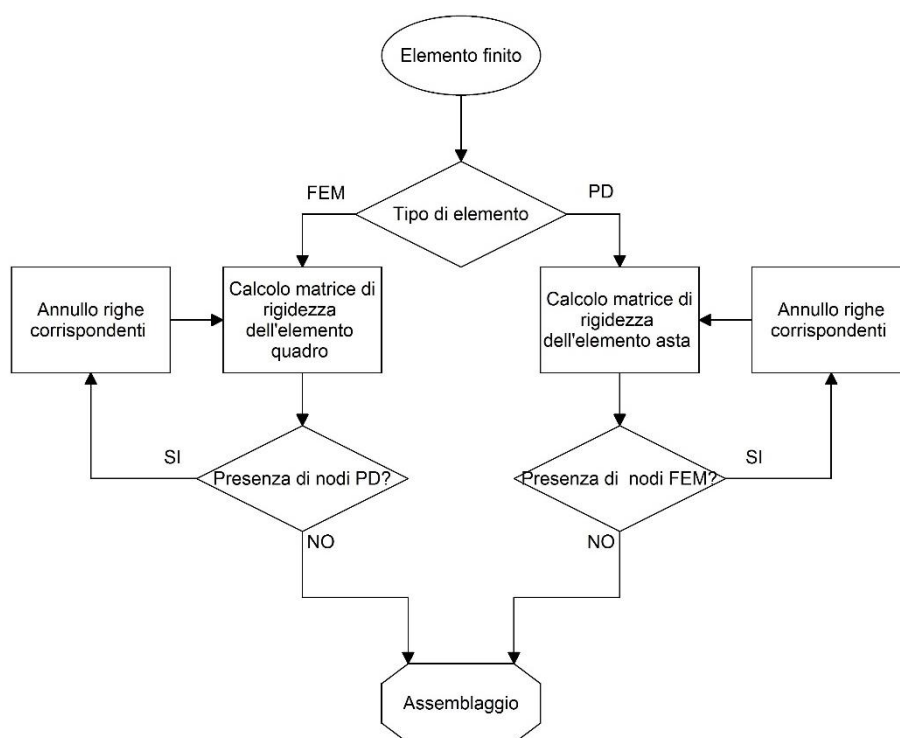 Elemento finito
FEM
PD
Tipo di elemento
Annullo righe
corrispondenti
Calcolo matrice di
rigidezza
dell'elemento
quadro
Calcolo matrice di
rigidezza
dell'elemento asta
Annullo righe
corrispondenti
SI
Presenza di nodi PD?
Presenza di nodi FEM?
SI
NO
NO
Assemblaggio